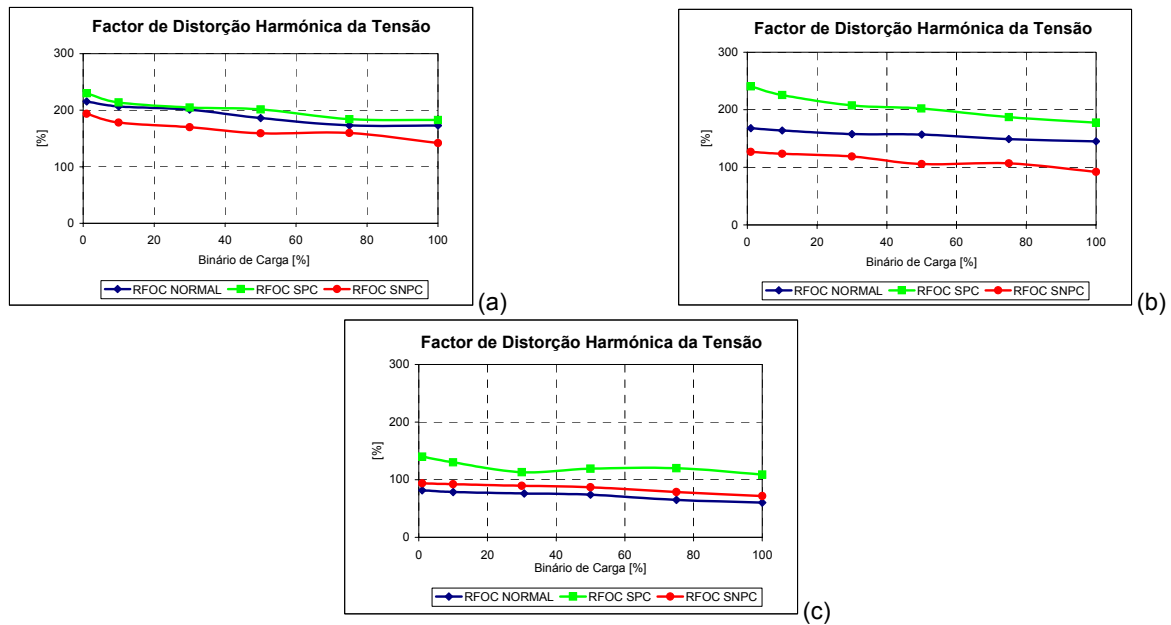 Factor de Distorção Harmónica da Tensão
300
200
100
0
[%]
0 20 40 60 80 100
Binário de Carga [%]
RFOC NORMAL RFOC SPC RFOC SNPC
(a)
Factor de Distorção Harmónica da Tensão
300
200
100
0
[%]
0 20 40 60 80 100
Binário de Carga [%]
RFOC NORMAL RFOC SPC RFOC SNPC
(b)
Factor de Distorção Harmónica da Tensão
300
200
100
0
[%]
0 20 40 60 80 100
Binário de Carga [%]
RFOC NORMAL RFOC SPC RFOC SNPC
(c)